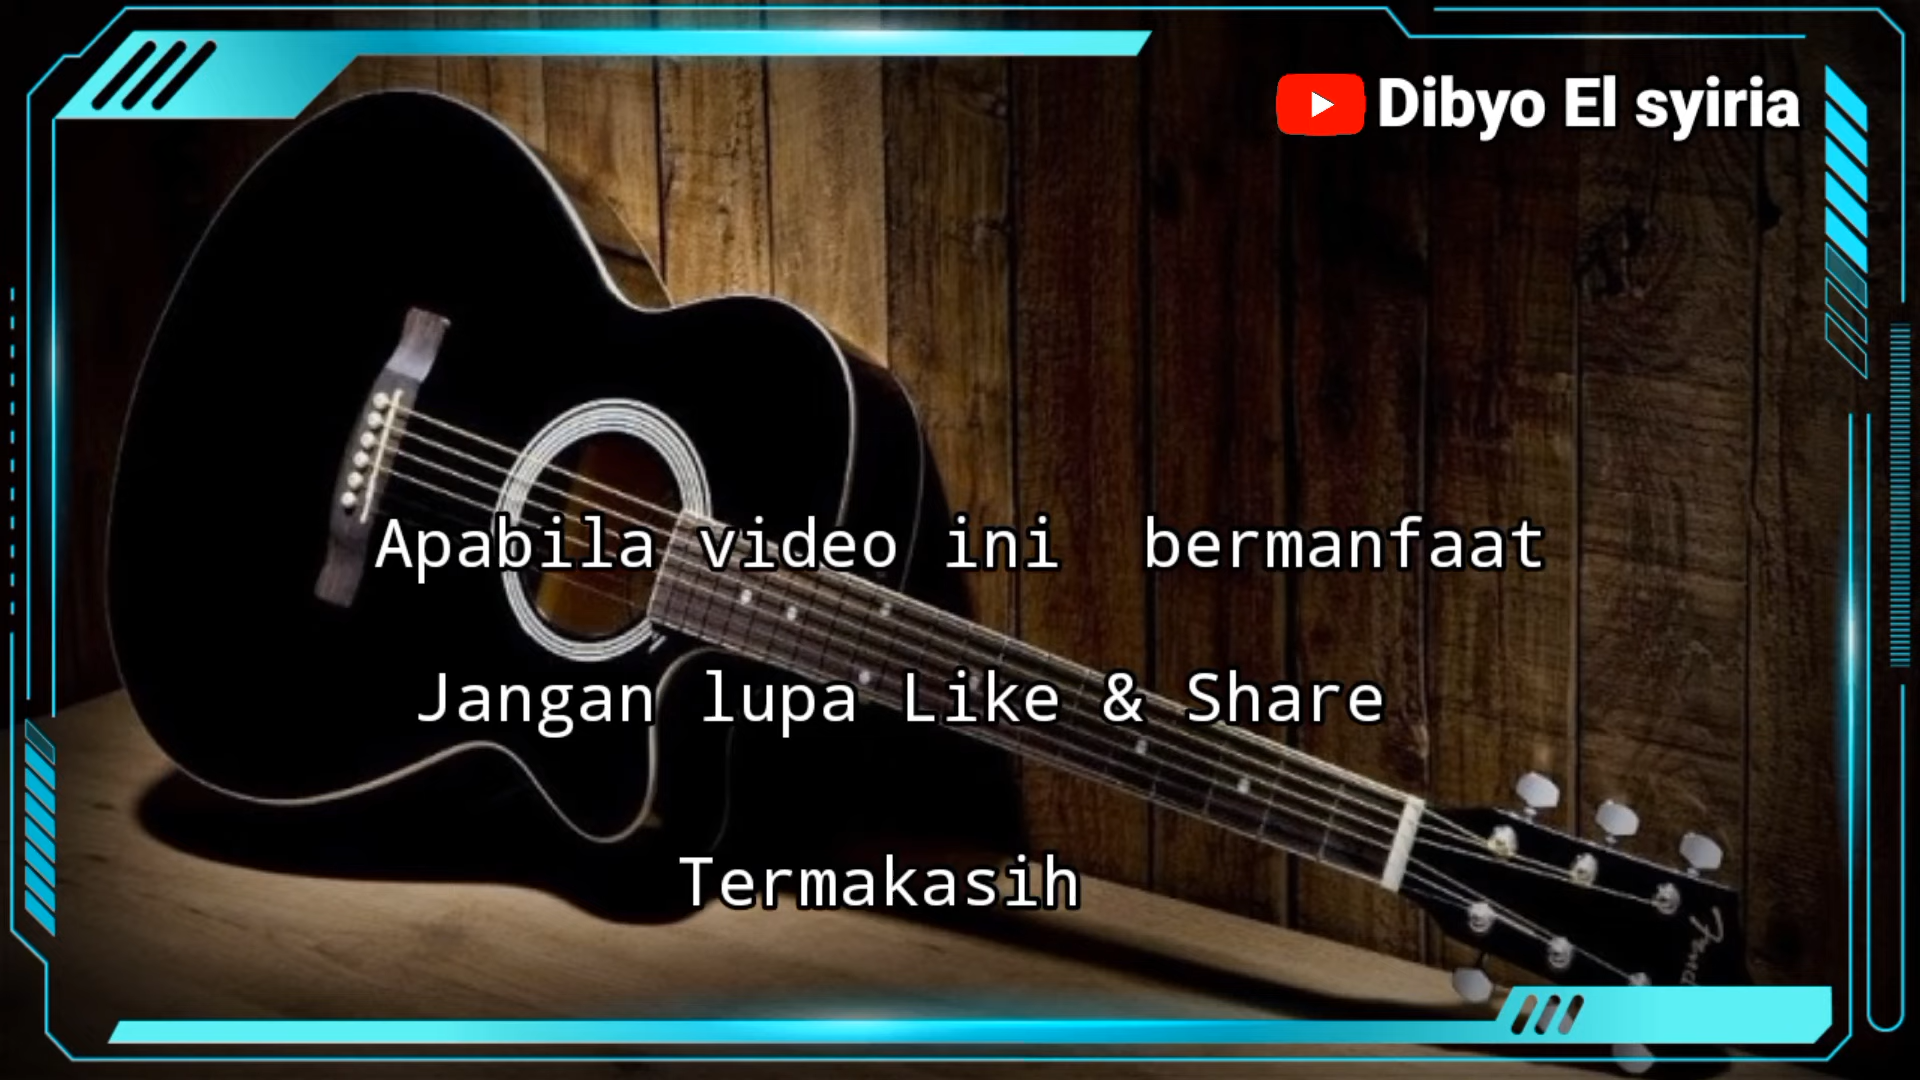 Dibyo El syiria
Apabila video ini bermanfaat
Jangan lupa Like & Share
Termakasih